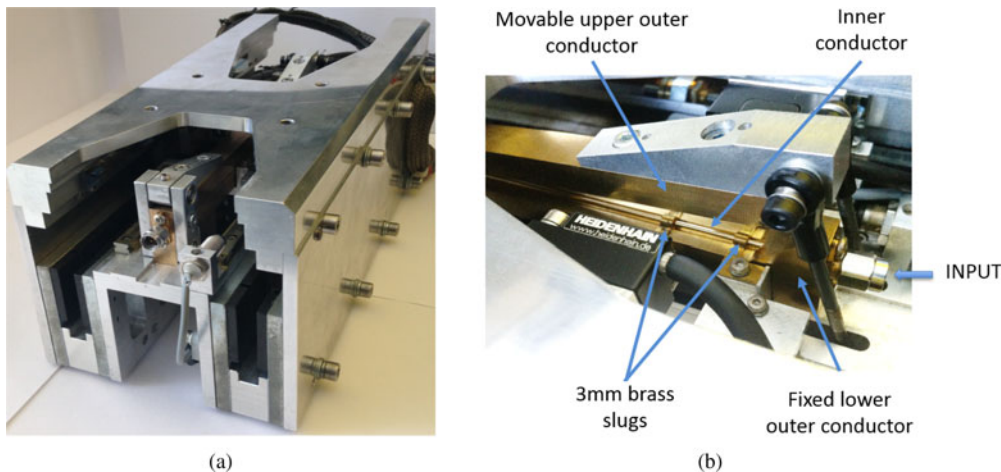 Movable upper outer
conductor
Inner
conductor
HEIDENHAIN
www.heidenhain.de
INPUT
3mm brass
slugs
Fixed lower
outer conductor
(a)
(b)